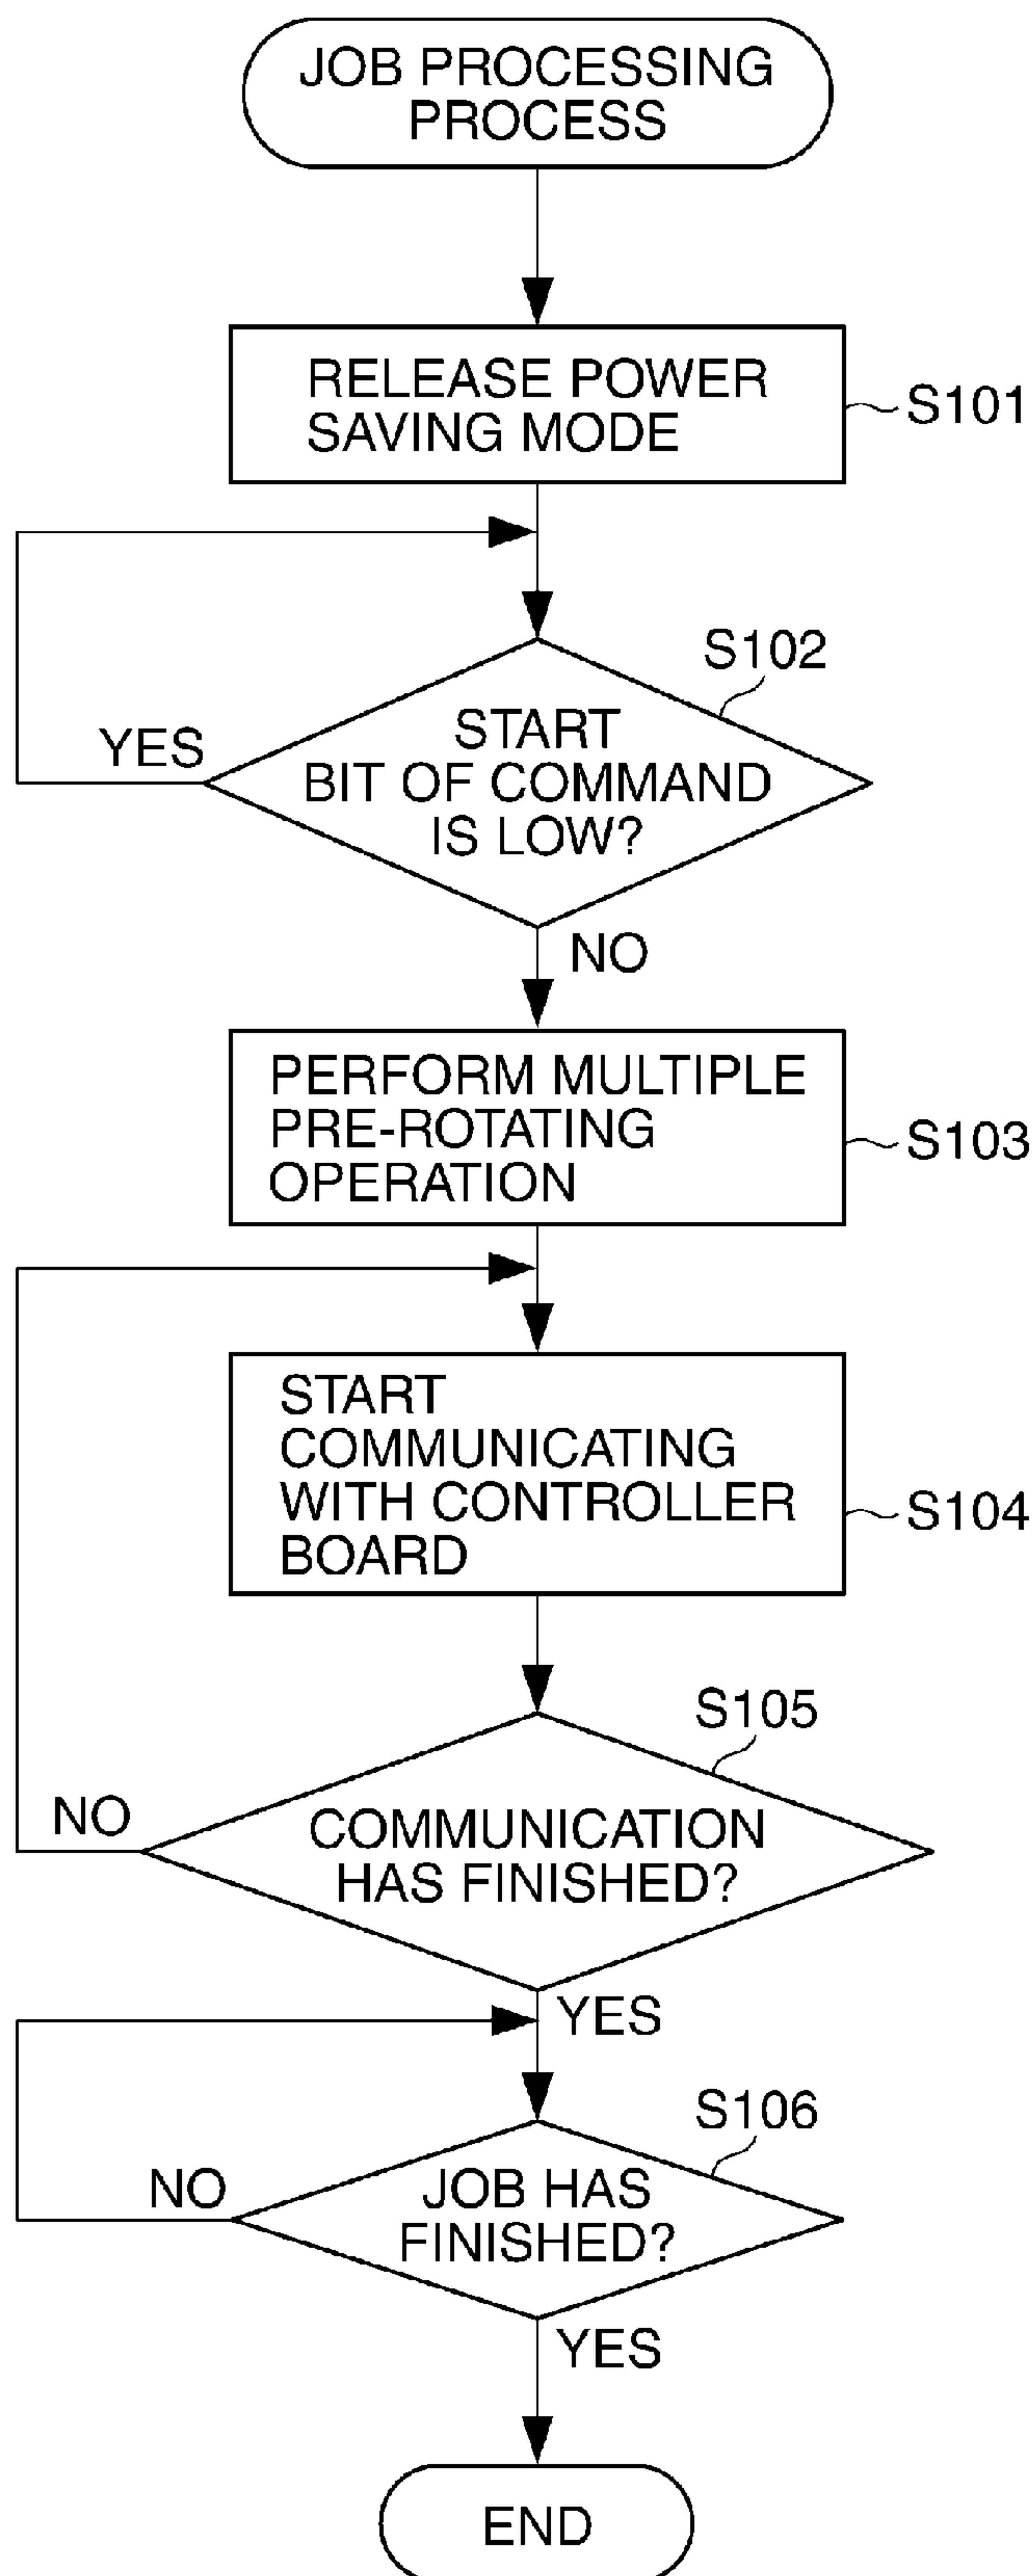 JOB PROCESSING
PROCESS
RELEASE POWER
SAVING MODE
S101
S102
START
BIT OF COMMAND
IS LOW?
YES
NO
PERFORM MULTIPLE
PRE-ROTATING
OPERATION
S103
START
COMMUNICATING
WITH CONTROLLER
BOARD
S104
S105
COMMUNICATION
HAS FINISHED?
NO
YES
S106
JOB HAS
FINISHED?
NO
YES
END